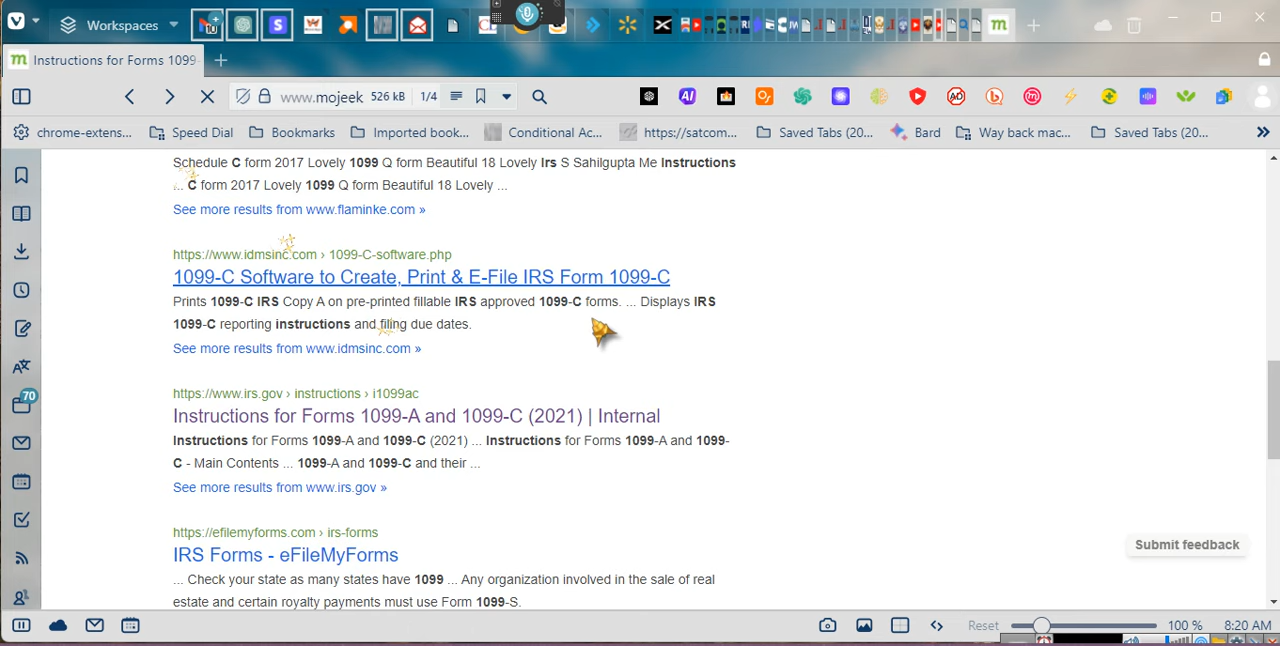 Workspaces
Instructions for Forms 1099
www.mojeek 526 kB 1/4
chrome-extens... Speed Dial Bookmarks Imported book... Conditional Ac... https://satcom... Saved Tabs (20... Bard Way back mac... Saved Tabs (20...
Schedule C form 2017 Lovely 1099 Q form Beautiful 18 Lovely Irs S Sahilgupta Me Instructions
... C form 2017 Lovely 1099 Q form Beautiful 18 Lovely ...
See more results from www.flaminke.com »
https://www.idmsinc.com › 1099-C-software.php
1099-C Software to Create, Print & E-File IRS Form 1099-C
Prints 1099-C IRS Copy A on pre-printed fillable IRS approved 1099-C forms. ... Displays IRS
1099-C reporting instructions and filing due dates.
See more results from www.idmsinc.com »
https://www.irs.gov › instructions › i1099ac
Instructions for Forms 1099-A and 1099-C (2021) | Internal
Instructions for Forms 1099-A and 1099-C (2021) ... Instructions for Forms 1099-A and 1099-
C - Main Contents ... 1099-A and 1099-C and their ...
See more results from www.irs.gov »
https://efilemyforms.com › irs-forms
IRS Forms - eFileMyForms
... Check your state as many states have 1099 ... Any organization involved in the sale of real
estate and certain royalty payments must use Form 1099-S.
Submit feedback
70
Reset 100 % 8:20 AM